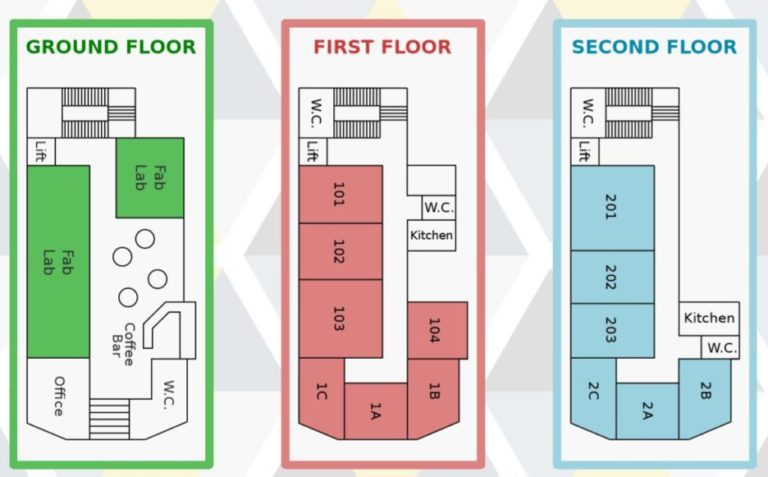 GROUND FLOOR
Lift
Fab
Lab
Fab
Lab
Coffee
Bar
Office
W.C.
FIRST FLOOR
W.C.
Lift
101
W.C.
102
Kitchen
103
104
1C
1A
1B
SECOND FLOOR
W.C.
Lift
201
202
203
Kitchen
W.C.
2C
2A
2B